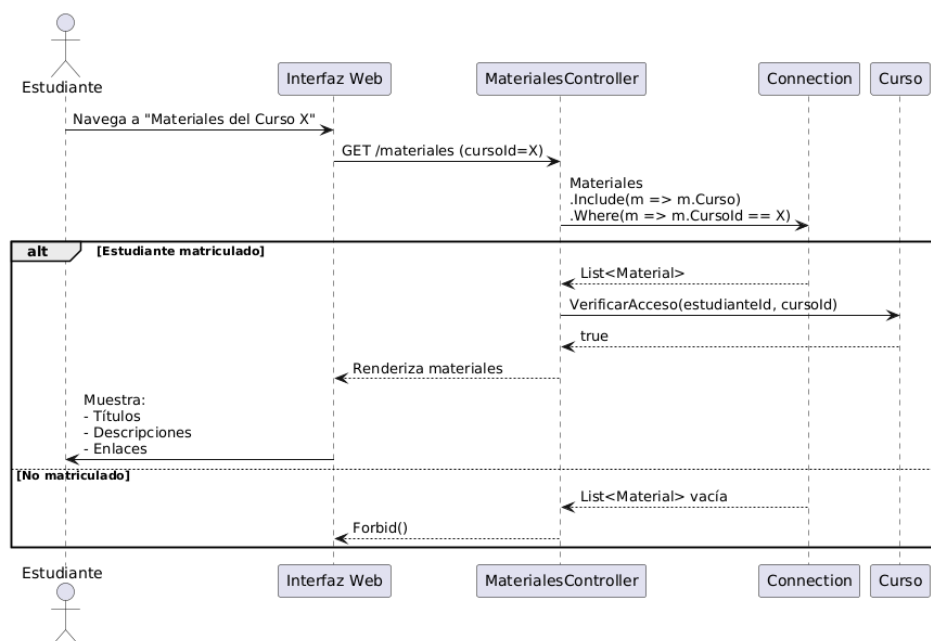 Estudiante
Interfaz Web
MaterialesController
Connection
Curso
Navega a "Materiales del Curso X"
GET /materiales (cursoId=X)
Materiales
.Include(m => m.Curso)
.Where(m => m.CursoId == X)
alt
[Estudiante matriculado]
List<Material>
VerificarAcceso(estudianteId, cursoId)
true
Renderiza materiales
Muestra:
- Títulos
- Descripciones
- Enlaces
[No matriculado]
List<Material> vacía
Forbid()
Estudiante
Interfaz Web
MaterialesController
Connection
Curso